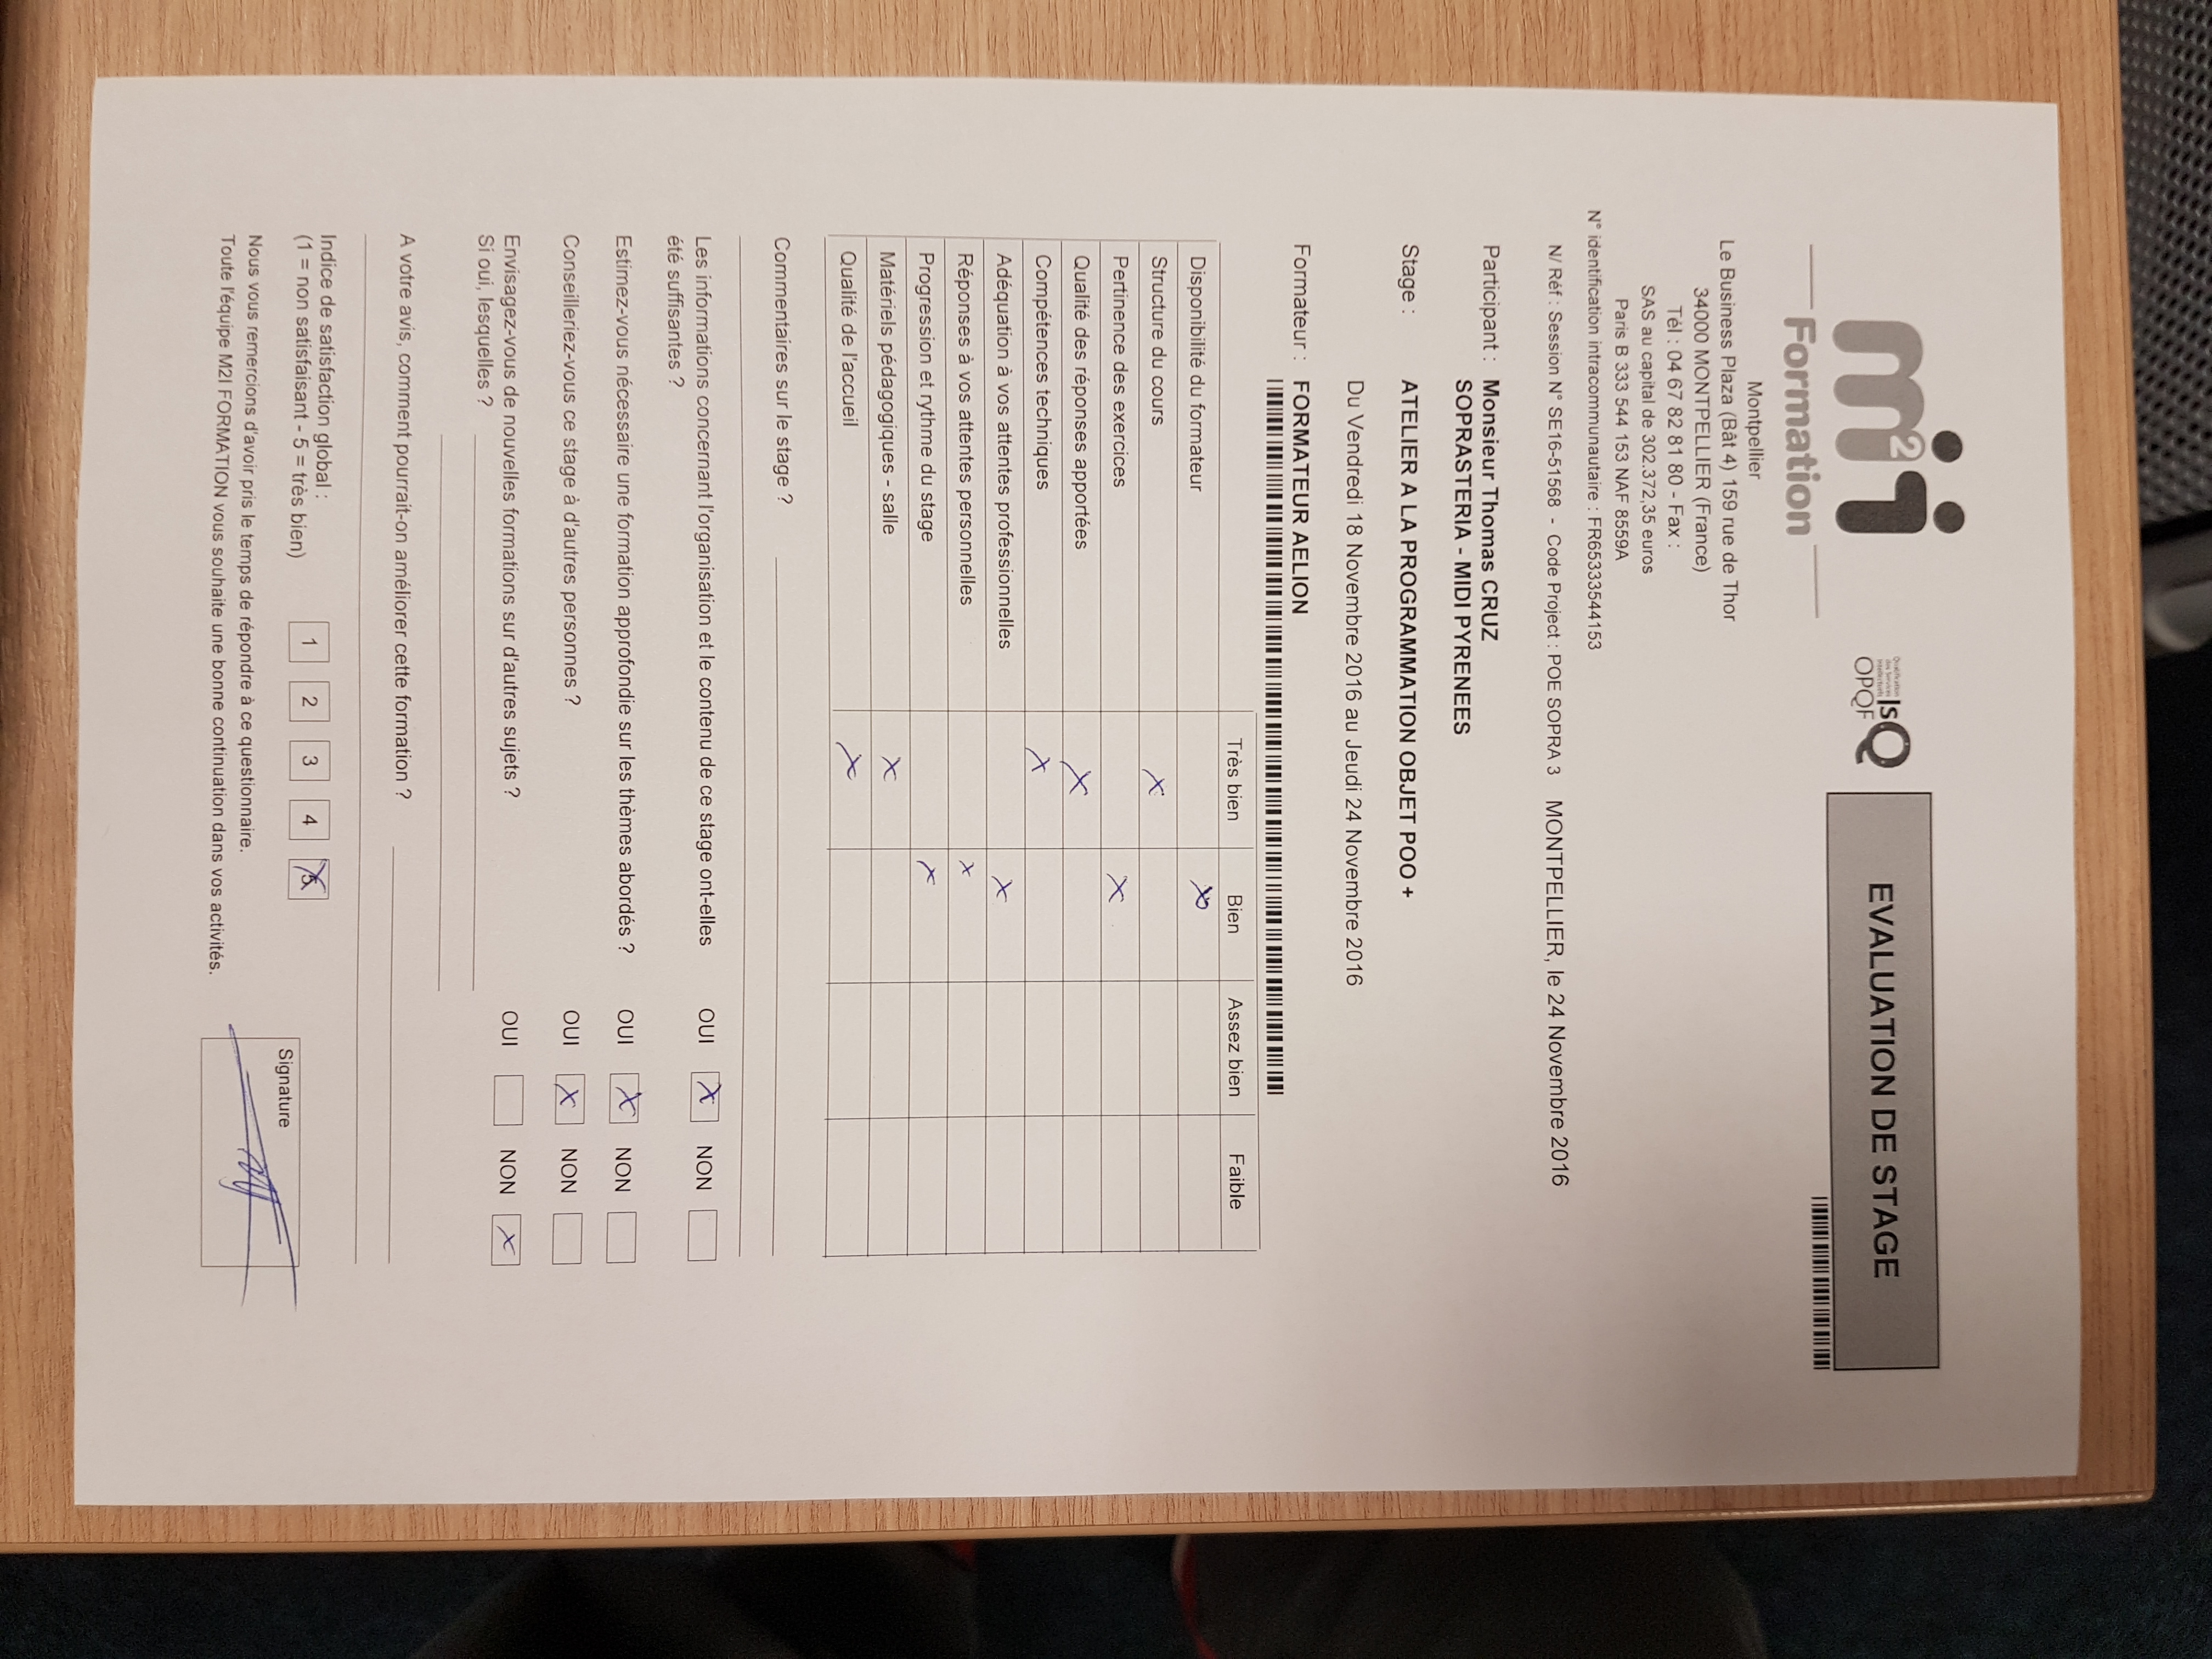 m2i
Formation
isQ
Qualification
des Services
Intellectuels
OPQF
EVALUATION DE STAGE
Montpellier
Le Business Plaza (Bât 4) 159 rue de Thor
34000 MONTPELLIER (France)
Tél : 04 67 82 81 80 - Fax :
SAS au capital de 302.372,35 euros
Paris B 333 544 153 NAF 8559A
N° identification intracommunautaire : FR65333544153
N/ Réf : Session N° SE16-51568 - Code Project : POE SOPRA 3 MONTPELLIER, le 24 Novembre 2016
Participant : Monsieur Thomas CRUZ
SOPRASTERIA - MIDI PYRENEES
Stage : ATELIER A LA PROGRAMMATION OBJET POO +
Du Vendredi 18 Novembre 2016 au Jeudi 24 Novembre 2016
Formateur : FORMATEUR AELION
Très bien Bien Assez bien Faible
Disponibilité du formateur X
Structure du cours X
Pertinence des exercices X
Qualité des réponses apportées X
Compétences techniques X
Adéquation à vos attentes professionnelles X
Réponses à vos attentes personnelles X
Progression et rythme du stage X
Matériels pédagogiques - salle X
Qualité de l'accueil X
Commentaires sur le stage ?
Les informations concernant l'organisation et le contenu de ce stage ont-elles OUI X NON
été suffisantes ?
Estimez-vous nécessaire une formation approfondie sur les thèmes abordés ? OUI X NON
Conseilleriez-vous ce stage à d'autres personnes ? OUI X NON
Envisagez-vous de nouvelles formations sur d'autres sujets ? OUI NON X
Si oui, lesquelles ?
A votre avis, comment pourrait-on améliorer cette formation ?
Indice de satisfaction global :
(1 = non satisfaisant - 5 = très bien) 1 2 3 4 5 X
Signature
Nous vous remercions d'avoir pris le temps de répondre à ce questionnaire.
Toute l'équipe M2I FORMATION vous souhaite une bonne continuation dans vos activités.